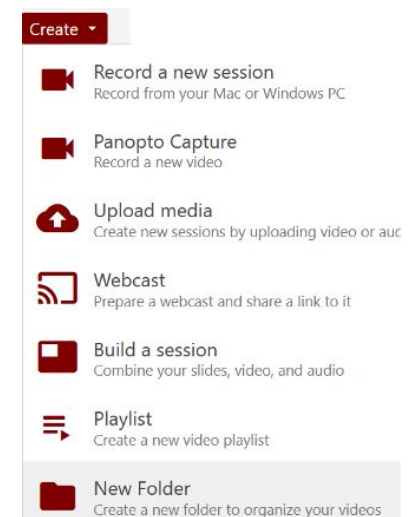 Create
Record a new session
Record from your Mac or Windows PC
Panopto Capture
Record a new video
Upload media
Create new sessions by uploading video or
Webcast
Prepare a webcast and share a link to it
Build a session
Combine your slides, video, and audio
Playlist
Create a new video playlist
New Folder
Create a new folder to organize your videos